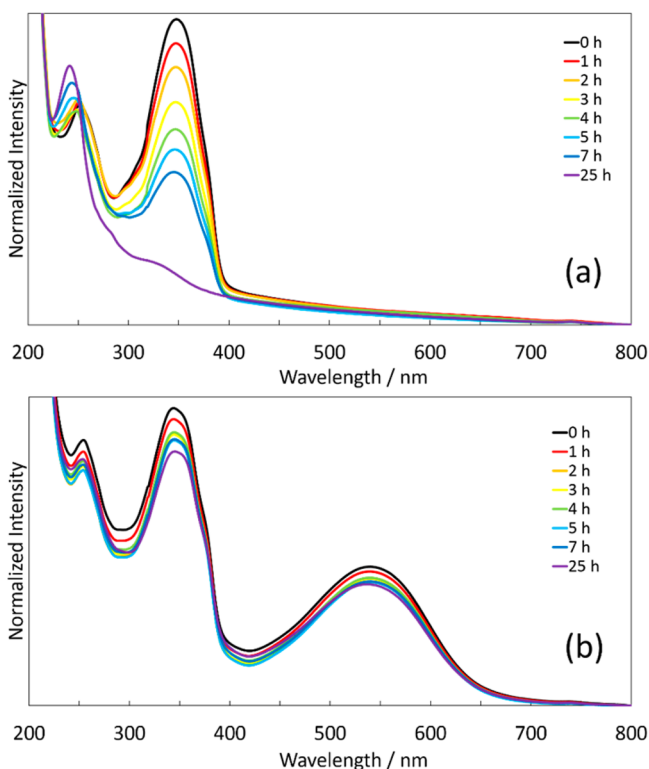 Normalized Intensity
0 h
1 h
2 h
3 h
4 h
5 h
7 h
25 h
(a)
200 300 400 500 600 700 800
Wavelength / nm
Normalized Intensity
0 h
1 h
2 h
3 h
4 h
5 h
7 h
25 h
(b)
200 300 400 500 600 700 800
Wavelength / nm